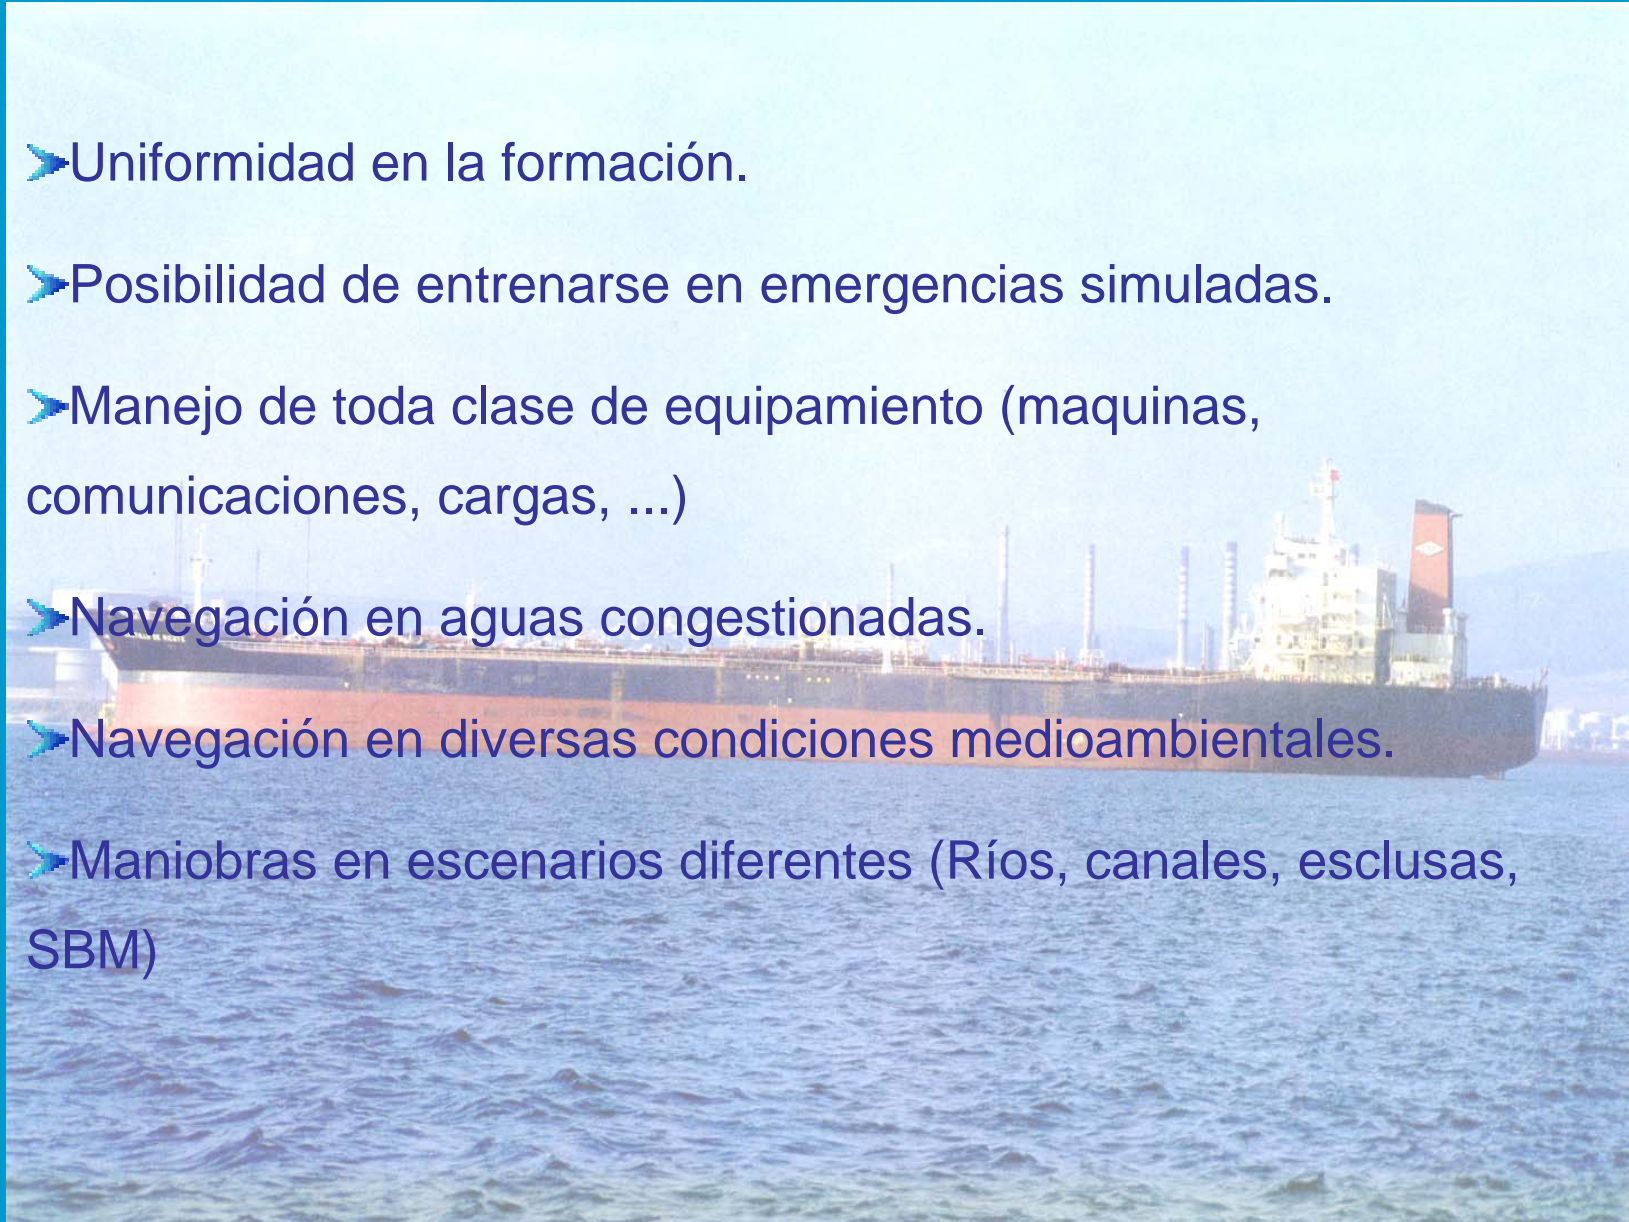 Uniformidad en la formación.
Posibilidad de entrenarse en emergencias simuladas.
Manejo de toda clase de equipamiento (maquinas,
comunicaciones, cargas, ...)
Navegación en aguas congestionadas.
Navegación en diversas condiciones medioambientales.
Maniobras en escenarios diferentes (Ríos, canales, esclusas,
SBM)